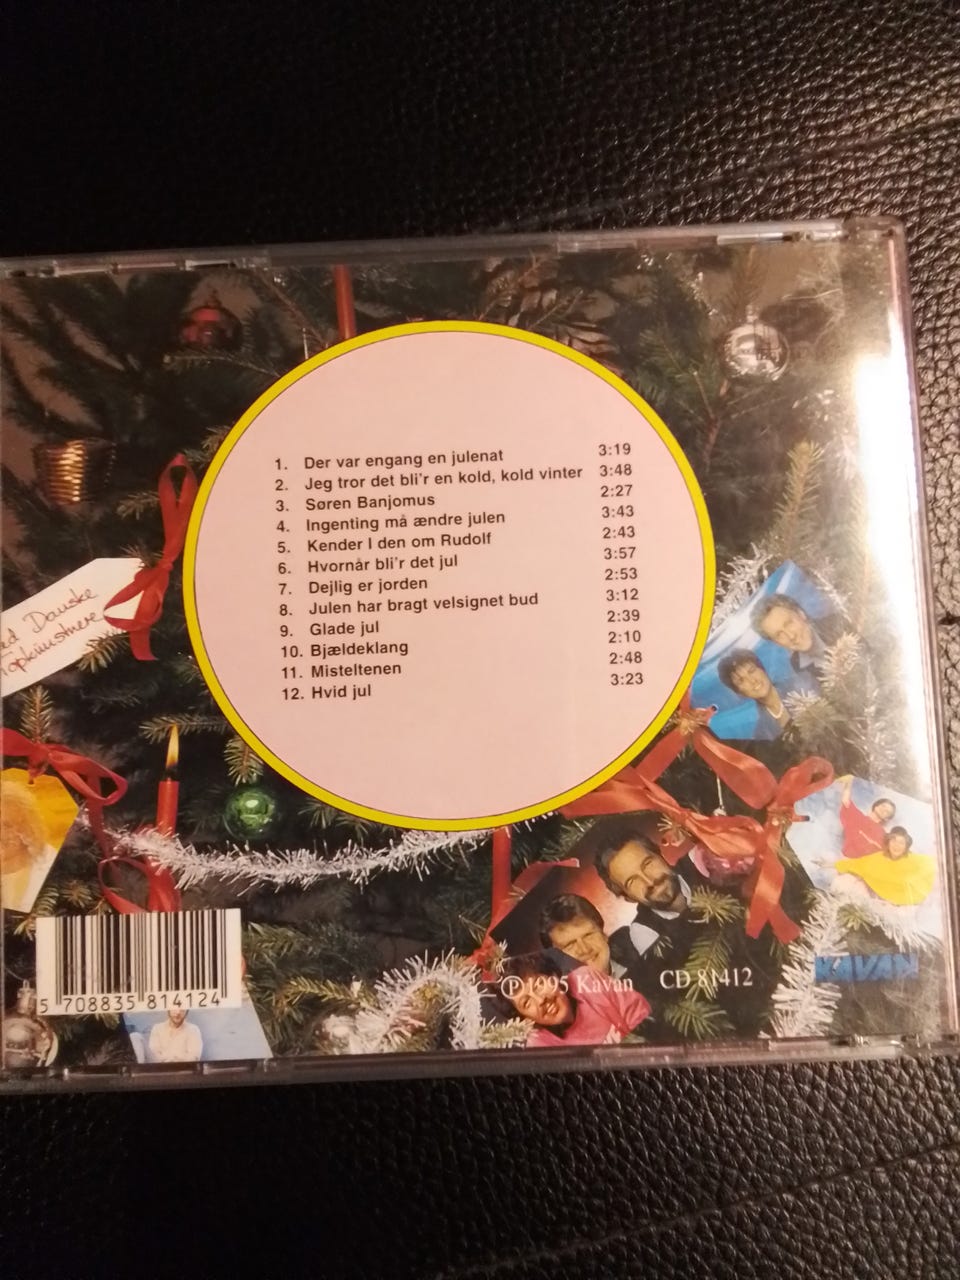 1. Der var engang en julenat 3:19
2. Jeg tror det bli'r en kold, kold vinter 3:48
3. Søren Banjomus 2:27
4. Ingenting må ændre julen 3:43
5. Kender I den om Rudolf 2:43
6. Hvornår bli'r det jul 3:57
7. Dejlig er jorden 2:53
8. Julen har bragt velsignet bud 3:12
9. Glade jul 2:39
10. Bjældeklang 2:10
11. Misteltenen 2:48
12. Hvid jul 3:23
Danske
5 708835 814124
Ⓟ 1995 Kavan CD 81412
KAVAN